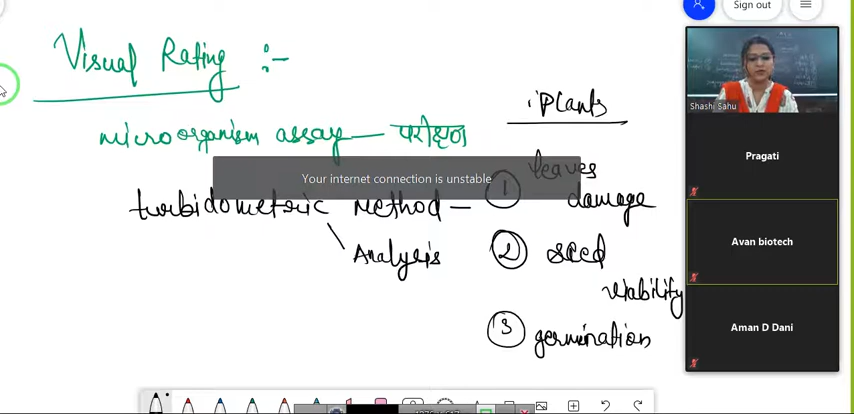 Sign out
Visual Rating :-
microorganism assay — परीक्षण
Your internet connection is unstable
turbidometric Method —
Analysis
Plants
① leaves
damage
② seed
viability
③ germination
Shashi Sahu
Pragati
Avan biotech
Aman D Dani